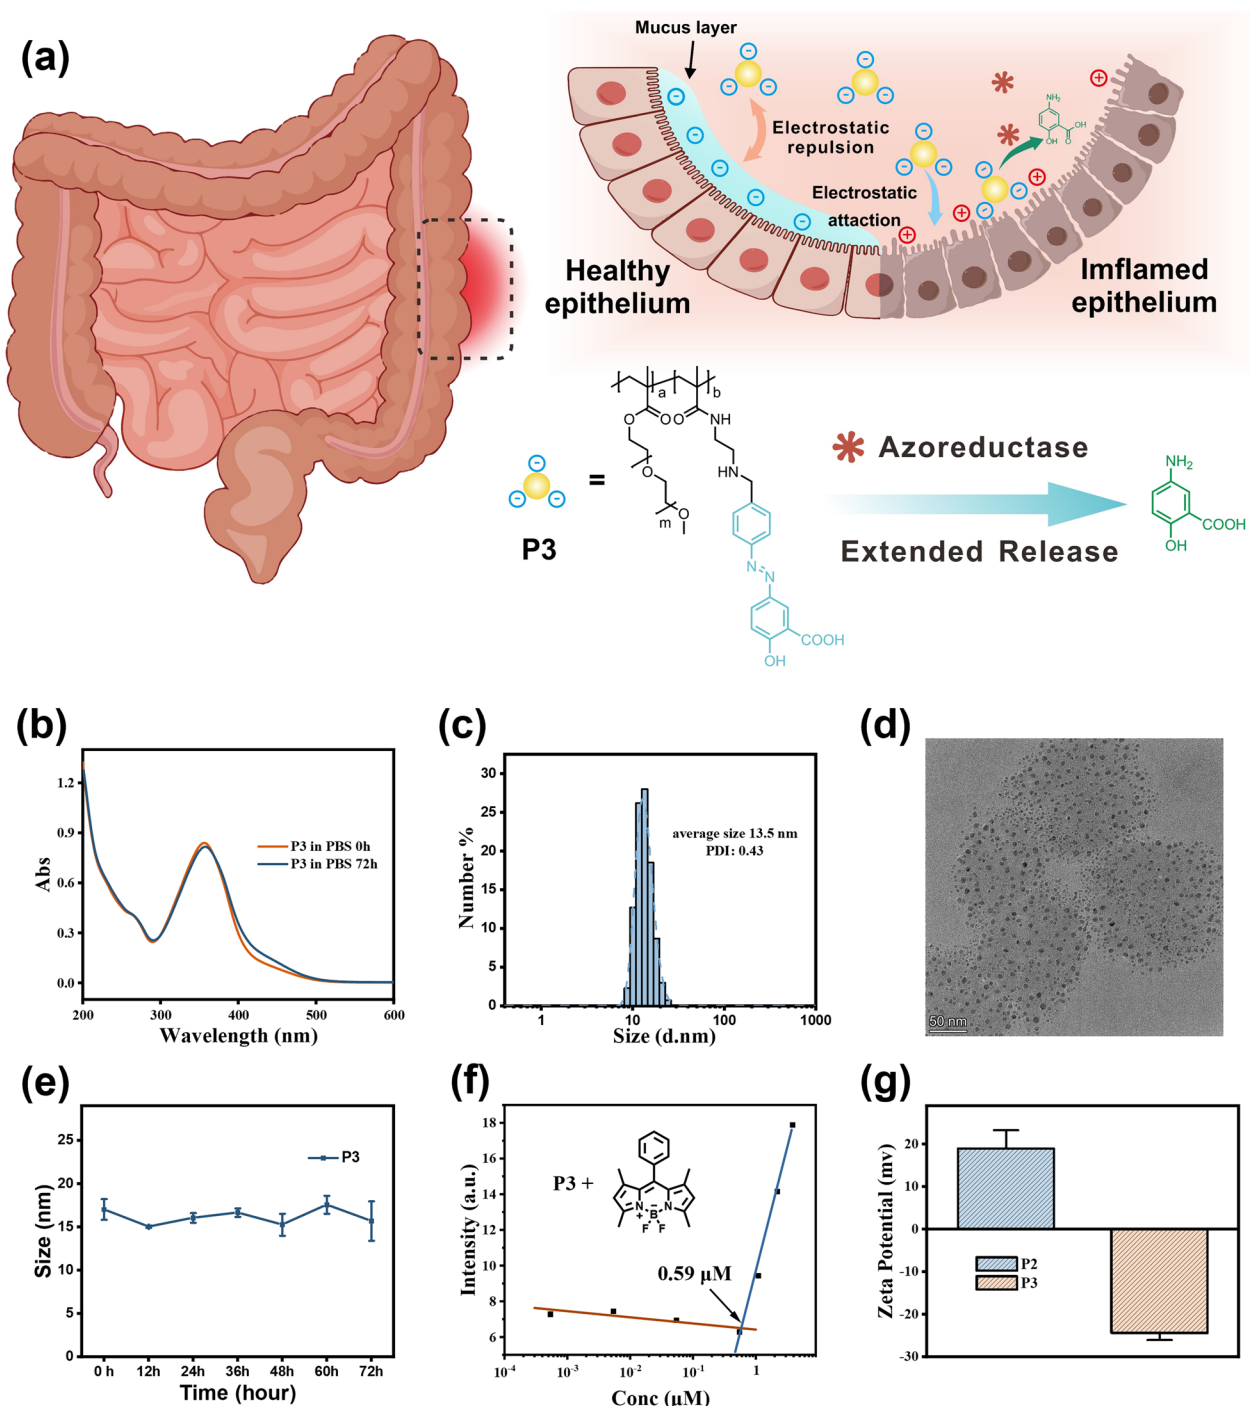 (a)
Mucus layer
Electrostatic
repulsion
Electrostatic
attaction
NH₂
OH
O
OH
Healthy
epithelium
Imflamed
epithelium
a
b
O
O
O
NH
O
O
m
HN
N
N
COOH
OH
=
P3
Azoreductase
Extended Release
NH₂
COOH
OH
(b)
Abs
1.2
0.9
0.6
0.3
0.0
P3 in PBS 0h
P3 in PBS 72h
200
300
400
500
600
Wavelength (nm)
(c)
Number %
30
25
20
15
10
5
0
average size 13.5 nm
PDI: 0.43
1
10
100
1000
Size (d.nm)
(d)
50 nm
(e)
Size (nm)
25
20
15
10
5
0
P3
0 h
12h
24h
36h
48h
60h
72h
Time (hour)
(f)
Intensity (a.u.)
18
16
14
12
10
8
6
P3 +
N
B
N
+
-
F
F
0.59 μM
10⁻⁴
10⁻³
10⁻²
10⁻¹
1
Conc (μM)
(g)
Zeta Potential (mv)
20
10
0
-10
-20
-30
P2
P3